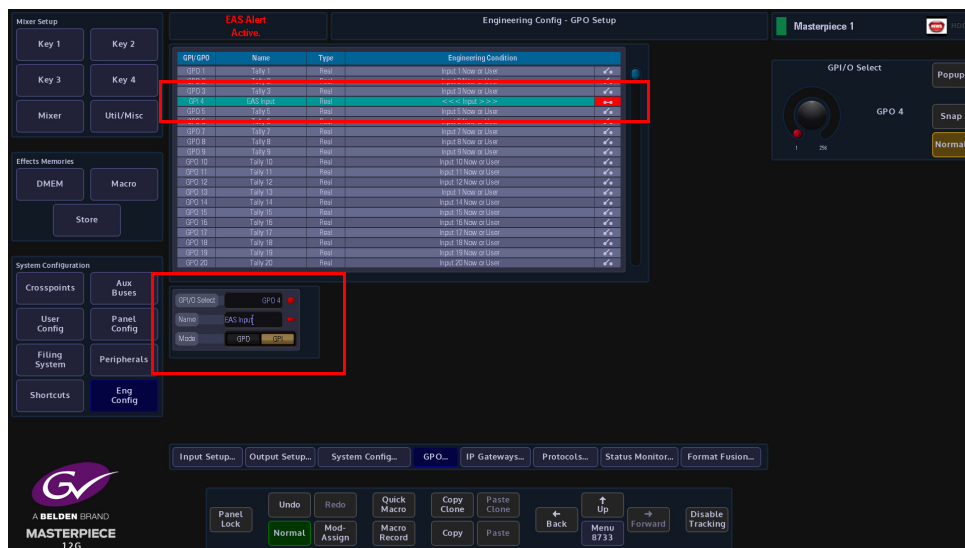 Mixer Setup
Key 1
Key 2
Key 3
Key 4
Mixer
Util/Misc
Effects Memories
DMEM
Macro
Store
System Configuration
Crosspoints
Aux
Buses
User
Config
Panel
Config
Filing
System
Peripherals
Shortcuts
Eng
Config
GV
A BELDEN BRAND
MASTERPIECE
12G
EAS Alert
Active.
Engineering Config - GPO Setup
GPI/GPO Name Type Engineering Condition
GPO 1 Tally 1 Real Input 1 Now or User
GPO 3 Tally 3 Real Input 3 Now or User
GPI 4 EAS Input Real <<< Input >>>
GPO 5 Tally 5 Real Input 5 Now or User
GPO 7 Tally 7 Real Input 7 Now or User
GPO 8 Tally 8 Real Input 8 Now or User
GPO 9 Tally 9 Real Input 9 Now or User
GPO 10 Tally 10 Real Input 10 Now or User
GPO 11 Tally 11 Real Input 11 Now or User
GPO 12 Tally 12 Real Input 12 Now or User
GPO 13 Tally 13 Real Input 1 Now or User
GPO 14 Tally 14 Real Input 14 Now or User
GPO 15 Tally 15 Real Input 15 Now or User
GPO 16 Tally 16 Real Input 16 Now or User
GPO 17 Tally 17 Real Input 17 Now or User
GPO 18 Tally 18 Real Input 18 Now or User
GPO 19 Tally 19 Real Input 19 Now or User
GPO 20 Tally 20 Real Input 20 Now or User
GPI/O Select GPO 4
Name EAS Input
Mode GPO GPI
Input Setup... Output Setup... System Config... GPO... IP Gateways... Protocols... Status Monitor... Format Fusion...
Panel
Lock
Undo
Redo
Normal
Mod-
Assign
Quick
Macro
Macro
Record
Copy
Clone
Paste
Clone
Copy
Paste
Back
Up
Menu
8733
Forward
Disable
Tracking
Masterpiece 1
NEWS
HD
GPI/O Select
GPO 4
1 256
Popup
Snap
Normal